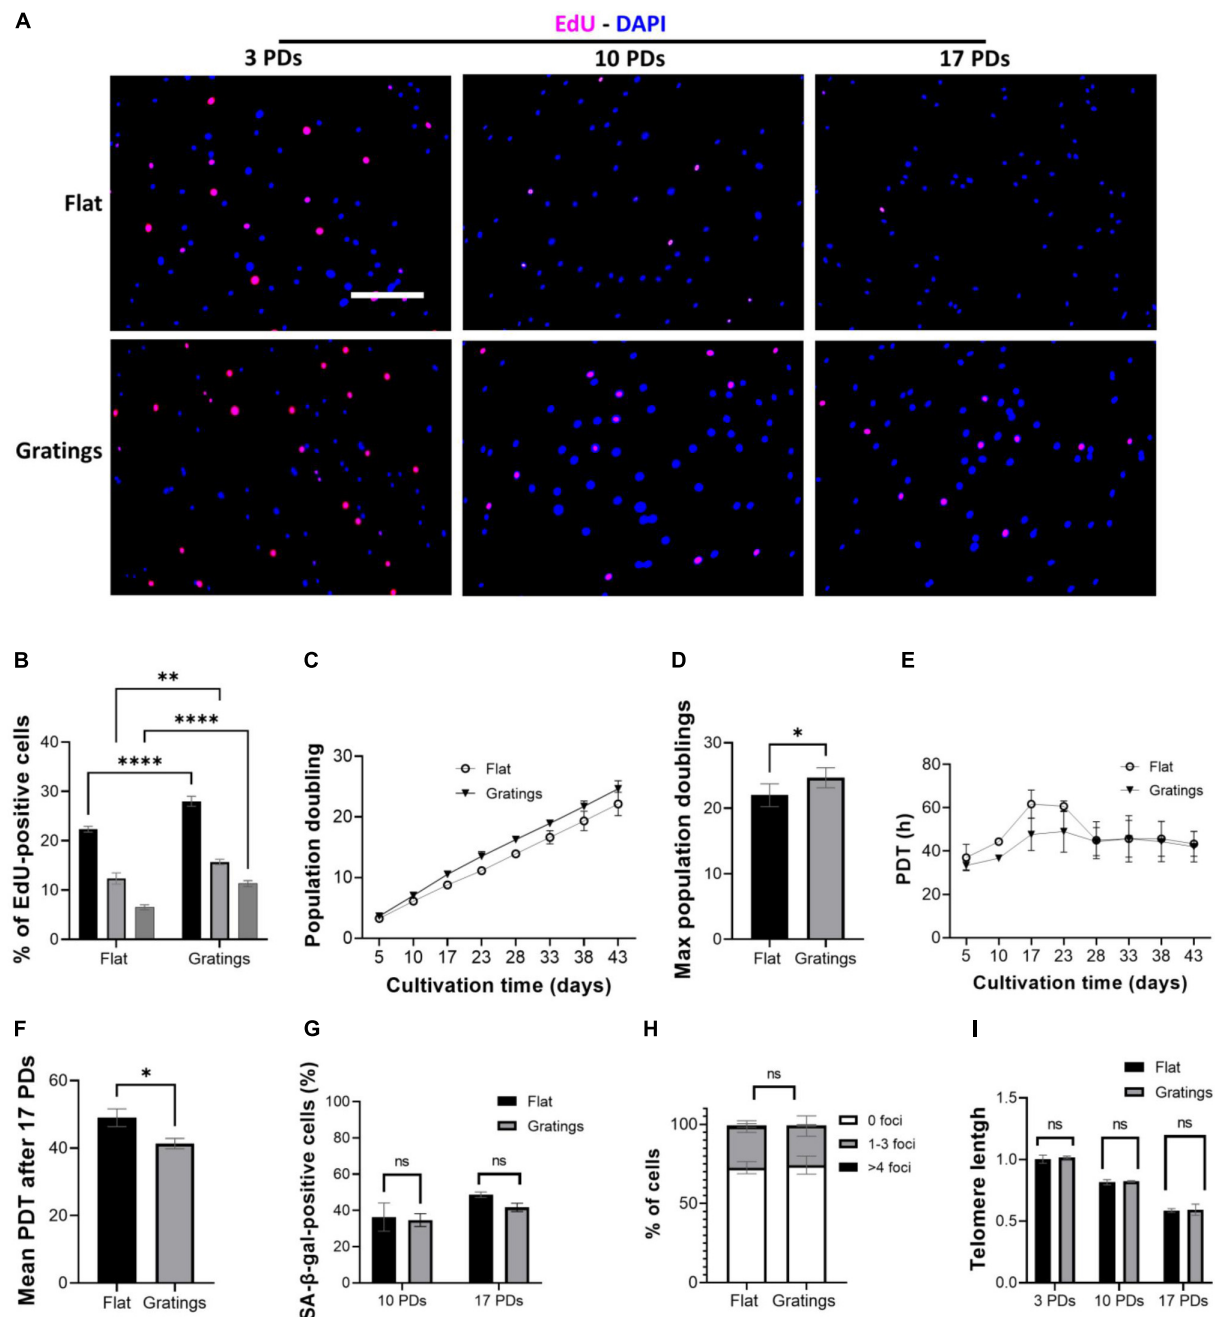 A
EdU - DAPI
3 PDs 10 PDs 17 PDs
Flat
Gratings
B
% of EdU-positive cells
40
30
20
10
0
**
****
****
Flat Gratings
C
Population doubling
30
20
10
0
Flat
Gratings
5 10 17 23 28 33 38 43
Cultivation time (days)
D
Max population doublings
30
20
10
0
*
Flat Gratings
E
PDT (h)
80
60
40
20
0
Flat
Gratings
5 10 17 23 28 33 38 43
Cultivation time (days)
F
Mean PDT after 17 PDs
60
40
20
0
*
Flat Gratings
G
SA-β-gal-positive cells (%)
100
80
60
40
20
0
Flat
Gratings
ns
ns
10 PDs 17 PDs
H
% of cells
100
50
0
ns
0 foci
1-3 foci
>4 foci
Flat Gratings
I
Telomere lentgh
1.5
1.0
0.5
0.0
Flat
Gratings
ns
ns
ns
3 PDs 10 PDs 17 PDs